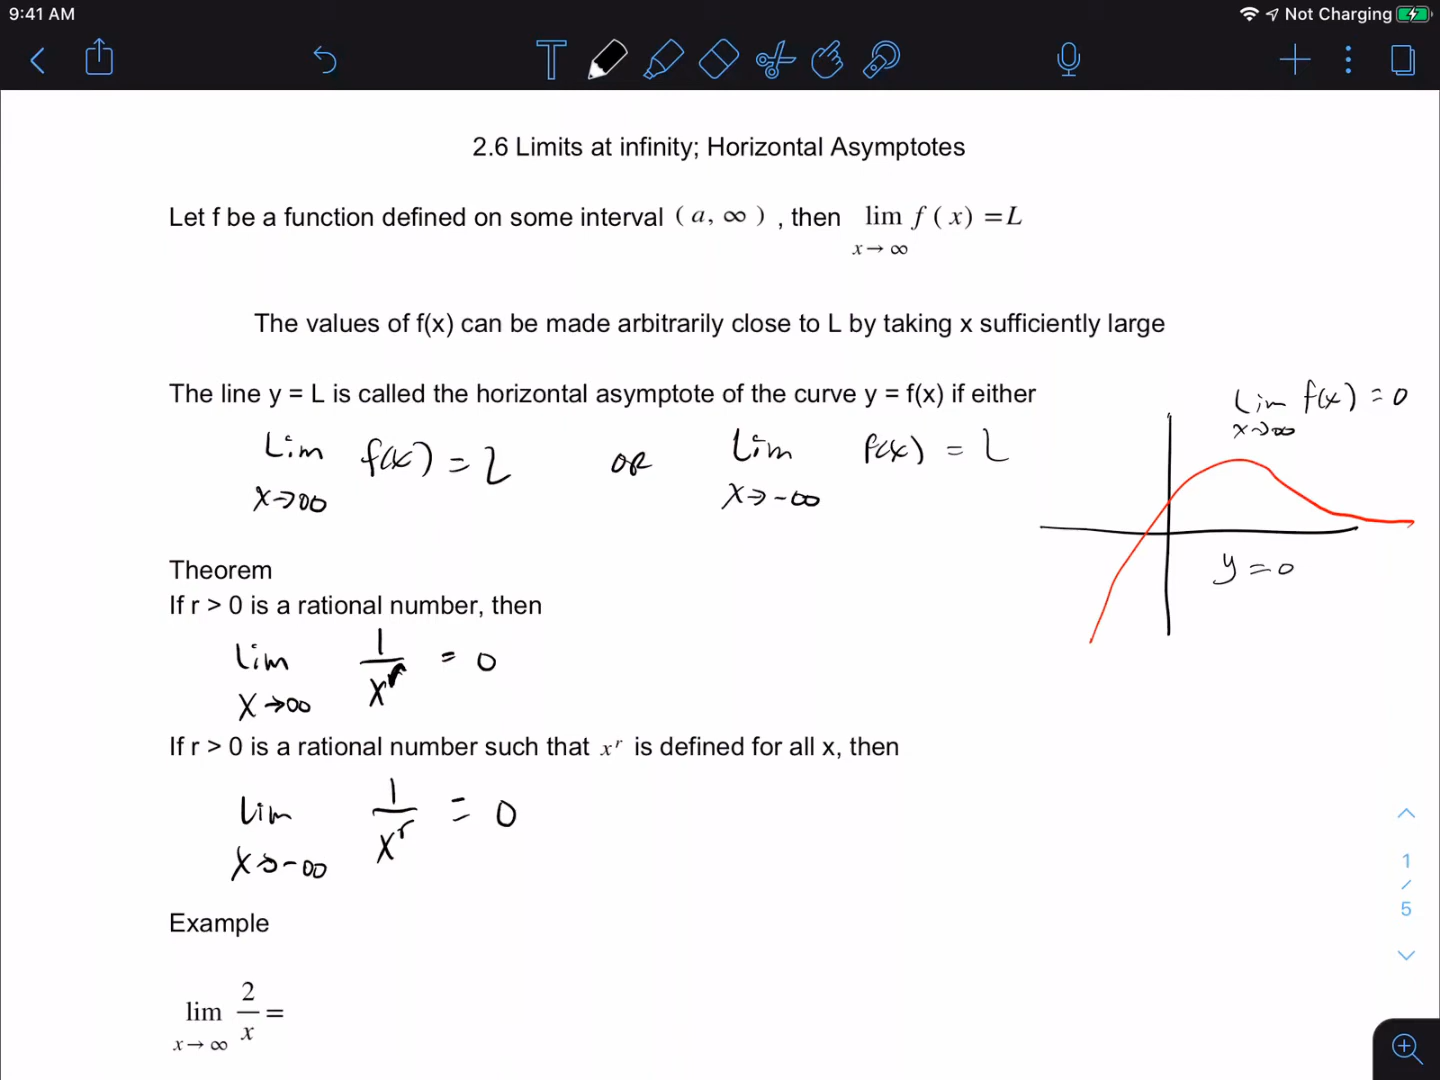 9:41 AM
Not Charging
2.6 Limits at infinity; Horizontal Asymptotes
Let f be a function defined on some interval ( a, ∞ ) , then lim f ( x ) = L
x → ∞
The values of f(x) can be made arbitrarily close to L by taking x sufficiently large
The line y = L is called the horizontal asymptote of the curve y = f(x) if either
lim f(x) = 0
x→∞
Lim f(x) = L or Lim f(x) = L
x→∞ x→-∞
y = 0
Theorem
If r > 0 is a rational number, then
Lim 1/x^r = 0
x→∞
If r > 0 is a rational number such that x^r is defined for all x, then
Lim 1/x^r = 0
x→-∞
Example
lim 2/x =
x → ∞
1
/
5